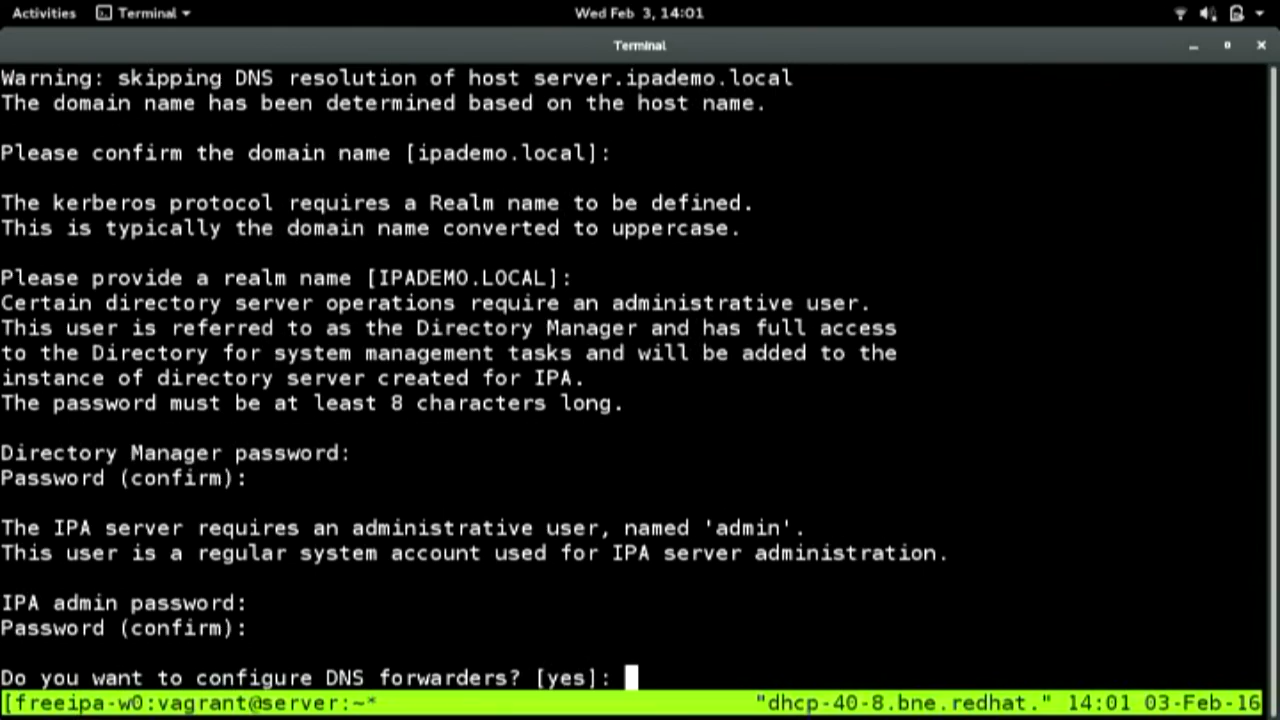 Activities Terminal Wed Feb 3, 14:01
Terminal
Warning: skipping DNS resolution of host server.ipademo.local
The domain name has been determined based on the host name.
Please confirm the domain name [ipademo.local]:
The kerberos protocol requires a Realm name to be defined.
This is typically the domain name converted to uppercase.
Please provide a realm name [IPADEMO.LOCAL]:
Certain directory server operations require an administrative user.
This user is referred to as the Directory Manager and has full access
to the Directory for system management tasks and will be added to the
instance of directory server created for IPA.
The password must be at least 8 characters long.
Directory Manager password:
Password (confirm):
The IPA server requires an administrative user, named 'admin'.
This user is a regular system account used for IPA server administration.
IPA admin password:
Password (confirm):
Do you want to configure DNS forwarders? [yes]:
[freeipa-w0:vagrant@server:~* "dhcp-40-8.bne.redhat." 14:01 03-Feb-16